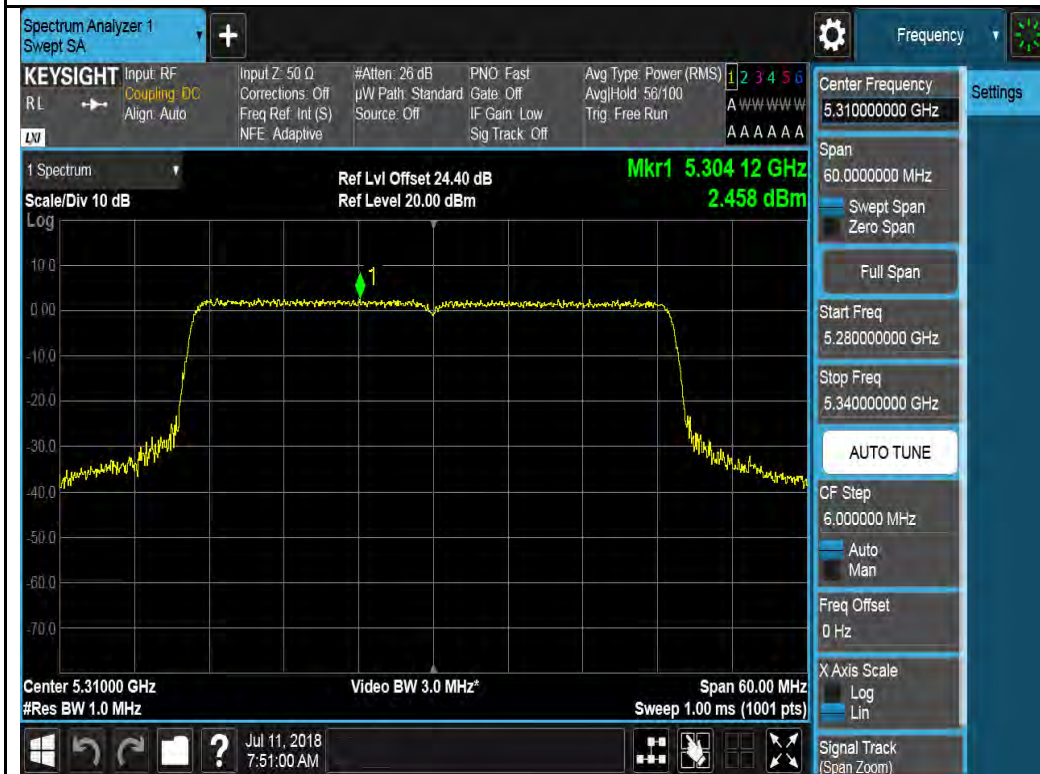 Spectrum Analyzer 1
Swept SA
+
Frequency
KEYSIGHT
RL
LXI
Input: RF
Coupling: DC
Align: Auto
Input Z: 50 Ω
Corrections: Off
Freq Ref: Int (S)
NFE: Adaptive
#Atten: 26 dB
µW Path: Standard
Source: Off
PNO: Fast
Gate: Off
IF Gain: Low
Sig Track: Off
Avg Type: Power (RMS)
Avg|Hold: 56/100
Trig: Free Run
1 2 3 4 5 6
A W W W W W
A A A A A A
1 Spectrum
Scale/Div 10 dB
Ref Lvl Offset 24.40 dB
Ref Level 20.00 dBm
Mkr1 5.304 12 GHz
2.458 dBm
Log
10.0
0.00
-10.0
-20.0
-30.0
-40.0
-50.0
-60.0
-70.0
1
Center 5.31000 GHz
#Res BW 1.0 MHz
Video BW 3.0 MHz*
Span 60.00 MHz
Sweep 1.00 ms (1001 pts)
?
Jul 11, 2018
7:51:00 AM
Center Frequency
5.310000000 GHz
Settings
Span
60.0000000 MHz
Swept Span
Zero Span
Full Span
Start Freq
5.280000000 GHz
Stop Freq
5.340000000 GHz
AUTO TUNE
CF Step
6.000000 MHz
Auto
Man
Freq Offset
0 Hz
X Axis Scale
Log
Lin
Signal Track
(Span Zoom)